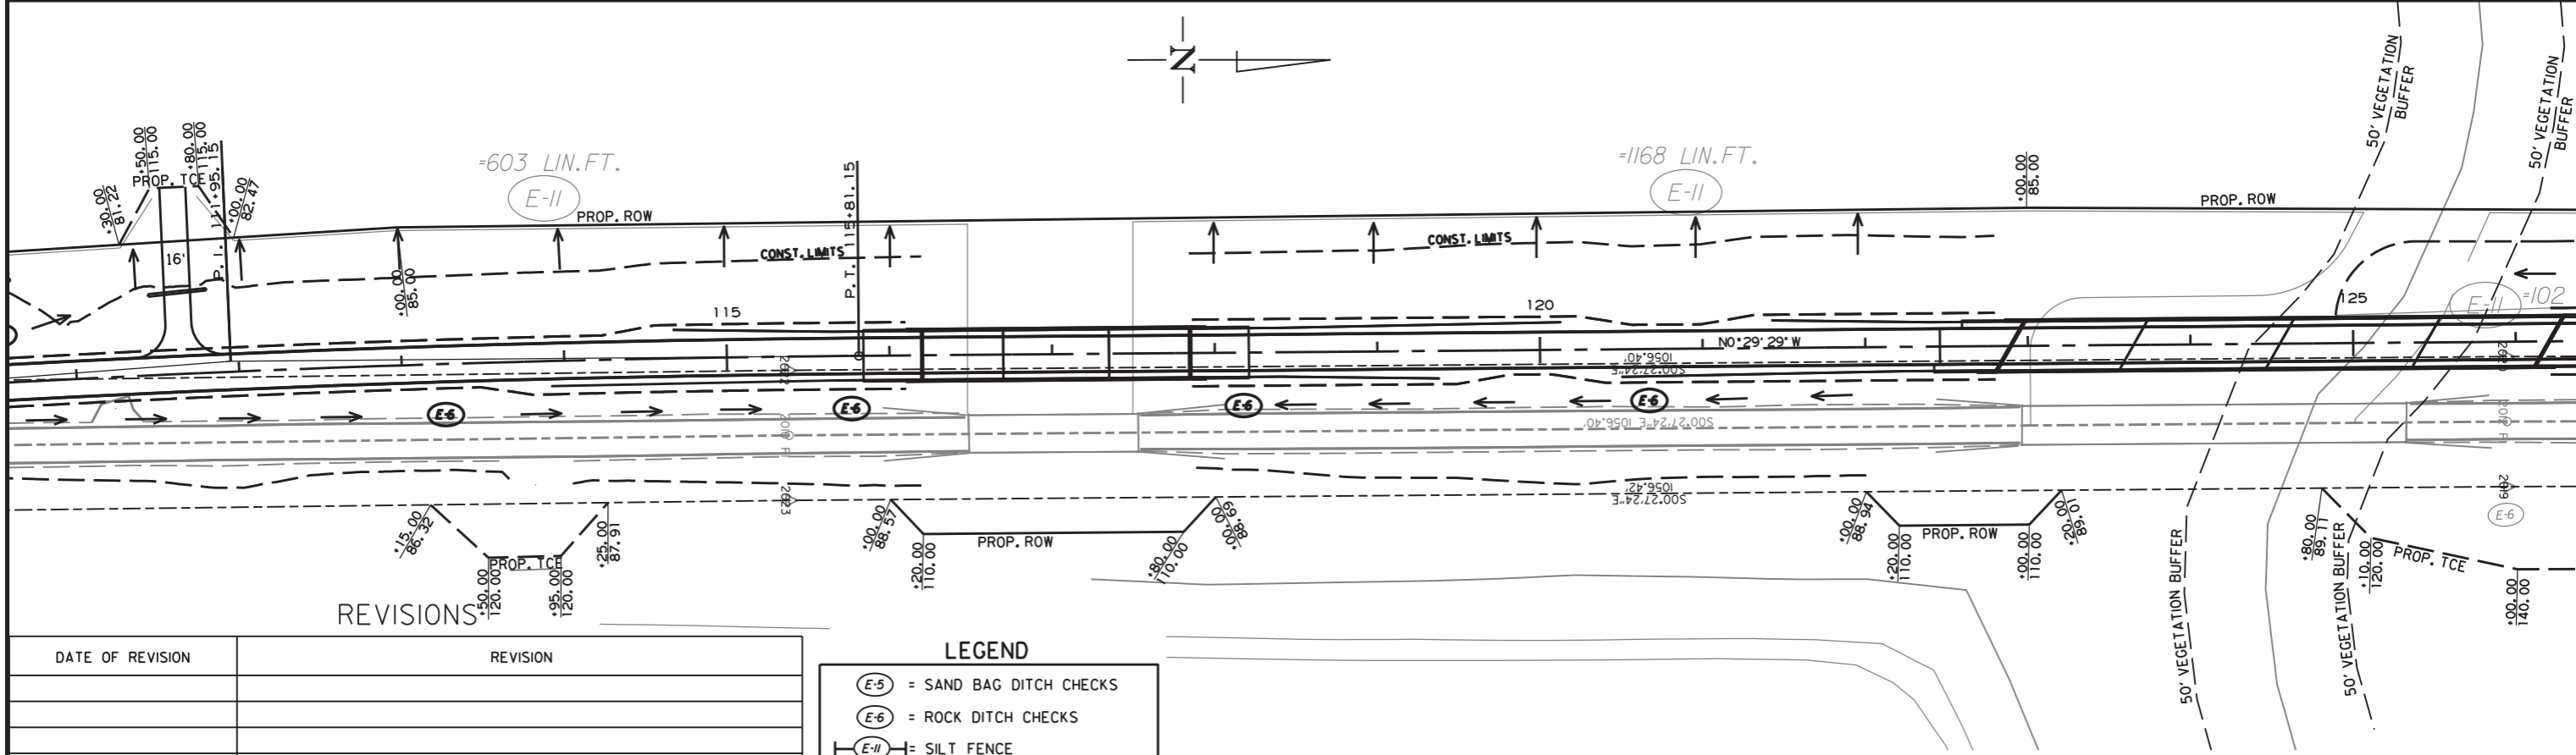 N
50' VEGETATION
BUFFER
50' VEGETATION
BUFFER
+50.00
115.00
+80.00
115.00
PROP. TCE
+30.00
81.22
+00.00
82.47
P. I. 111+95.15
16'
=603 LIN.FT.
E-11
PROP. ROW
+00.00
85.00
CONST. LIMITS
P. T. 115+81.15
115
=1168 LIN.FT.
E-11
CONST. LIMITS
120
+00.00
85.00
PROP. ROW
125
E-11
=102
N0°29'29"W
1056.40'
S00°27'24"E
E-6
E-6
E-6
E-6
S00°27'24"E 1056.40'
1056.42'
S00°27'24"E
2023
E-6
+15.00
86.32
+50.00
120.00
PROP. TCE
+95.00
120.00
+25.00
87.91
+00.00
88.57
+20.00
110.00
PROP. ROW
+80.00
110.00
+00.00
88.69
+00.00
88.94
+20.00
110.00
PROP. ROW
+00.00
110.00
+20.00
89.01
50' VEGETATION BUFFER
50' VEGETATION BUFFER
+80.00
89.11
+10.00
120.00
PROP. TCE
+00.00
140.00
REVISIONS
DATE OF REVISION
REVISION
LEGEND
E-5 = SAND BAG DITCH CHECKS
E-6 = ROCK DITCH CHECKS
E-11 = SILT FENCE